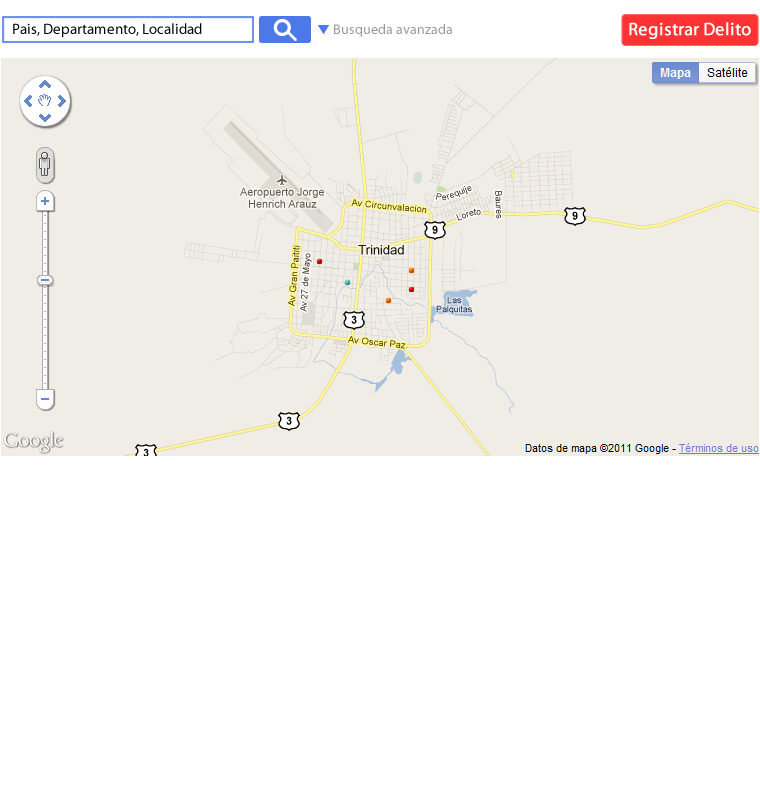 Pais, Departamento, Localidad
Busqueda avanzada
Registrar Delito
Mapa
Satélite
Aeropuerto Jorge
Henrich Arauz
Perequije
Loreto
Baures
Av Circunvalacion
9
9
Trinidad
Av Gran Paititi
Av 27 de Mayo
Las
Palquitas
3
Av Oscar Paz
3
3
Google
Datos de mapa ©2011 Google - Términos de uso